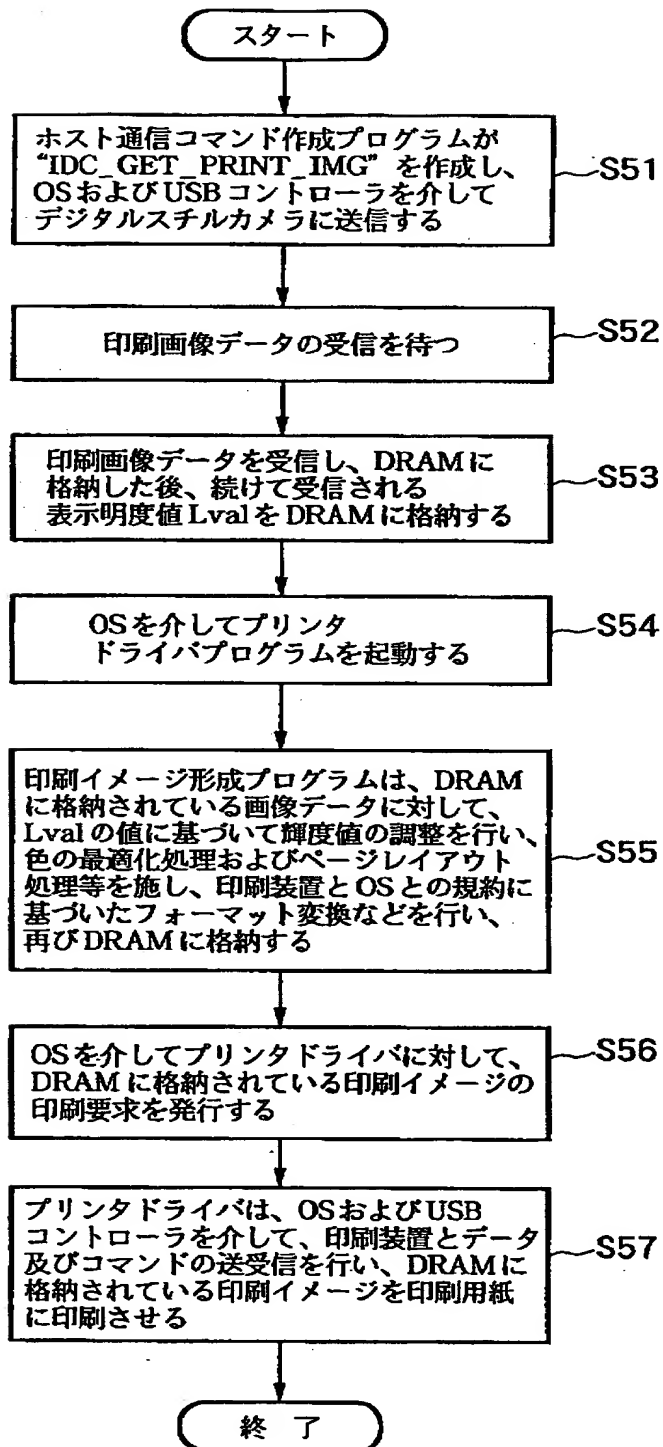 スタート
ホスト通信コマンド作成プログラムが
“IDC_GET_PRINT_IMG”を作成し、
OSおよびUSBコントローラを介して
デジタルスチルカメラに送信する
S51
印刷画像データの受信を待つ
S52
印刷画像データを受信し、DRAMに
格納した後、続けて受信される
表示明度値LvalをDRAMに格納する
S53
OSを介してプリンタ
ドライバプログラムを起動する
S54
印刷イメージ形成プログラムは、DRAM
に格納されている画像データに対して、
Lvalの値に基づいて輝度値の調整を行い、
色の最適化処理およびページレイアウト
処理等を施し、印刷装置とOSとの規約に
基づいたフォーマット変換などを行い、
再びDRAMに格納する
S55
OSを介してプリンタドライバに対して、
DRAMに格納されている印刷イメージの
印刷要求を発行する
S56
プリンタドライバは、OSおよびUSB
コントローラを介して、印刷装置とデータ
及びコマンドの送受信を行い、DRAMに
格納されている印刷イメージを印刷用紙
に印刷させる
S57
終 了